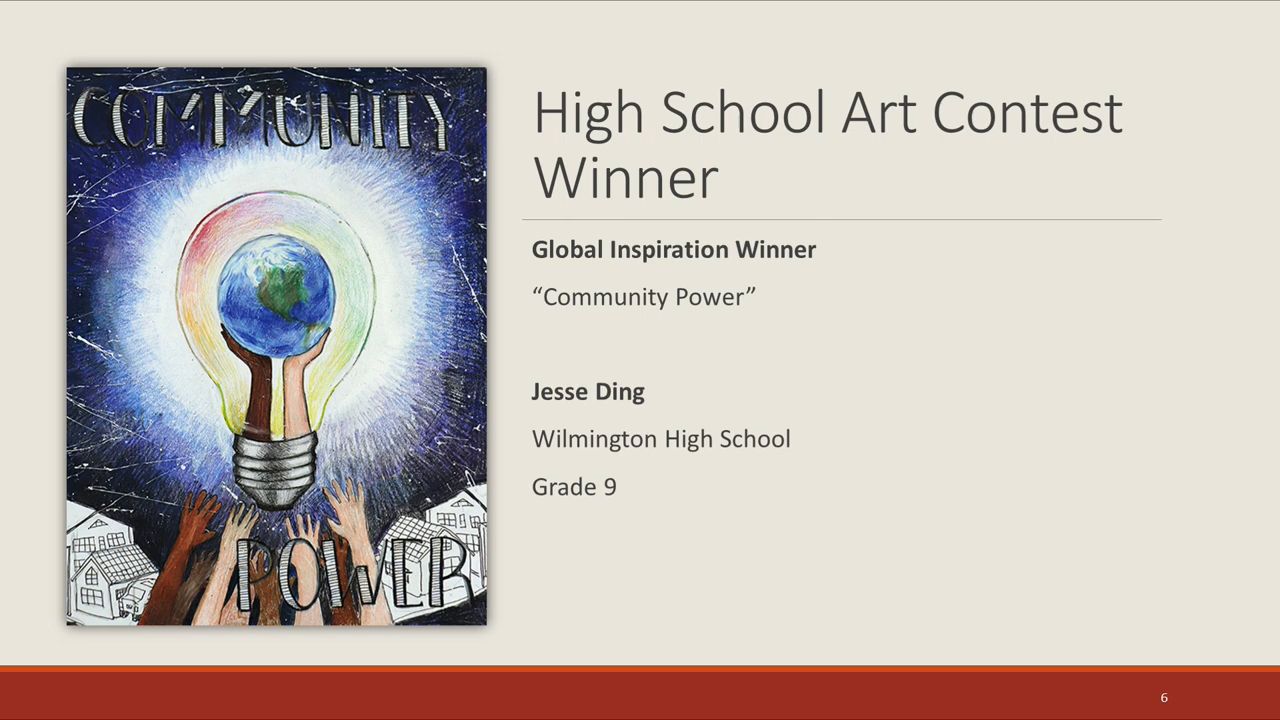 COMMUNITY
POWER
High School Art Contest
Winner
Global Inspiration Winner
“Community Power”
Jesse Ding
Wilmington High School
Grade 9
6